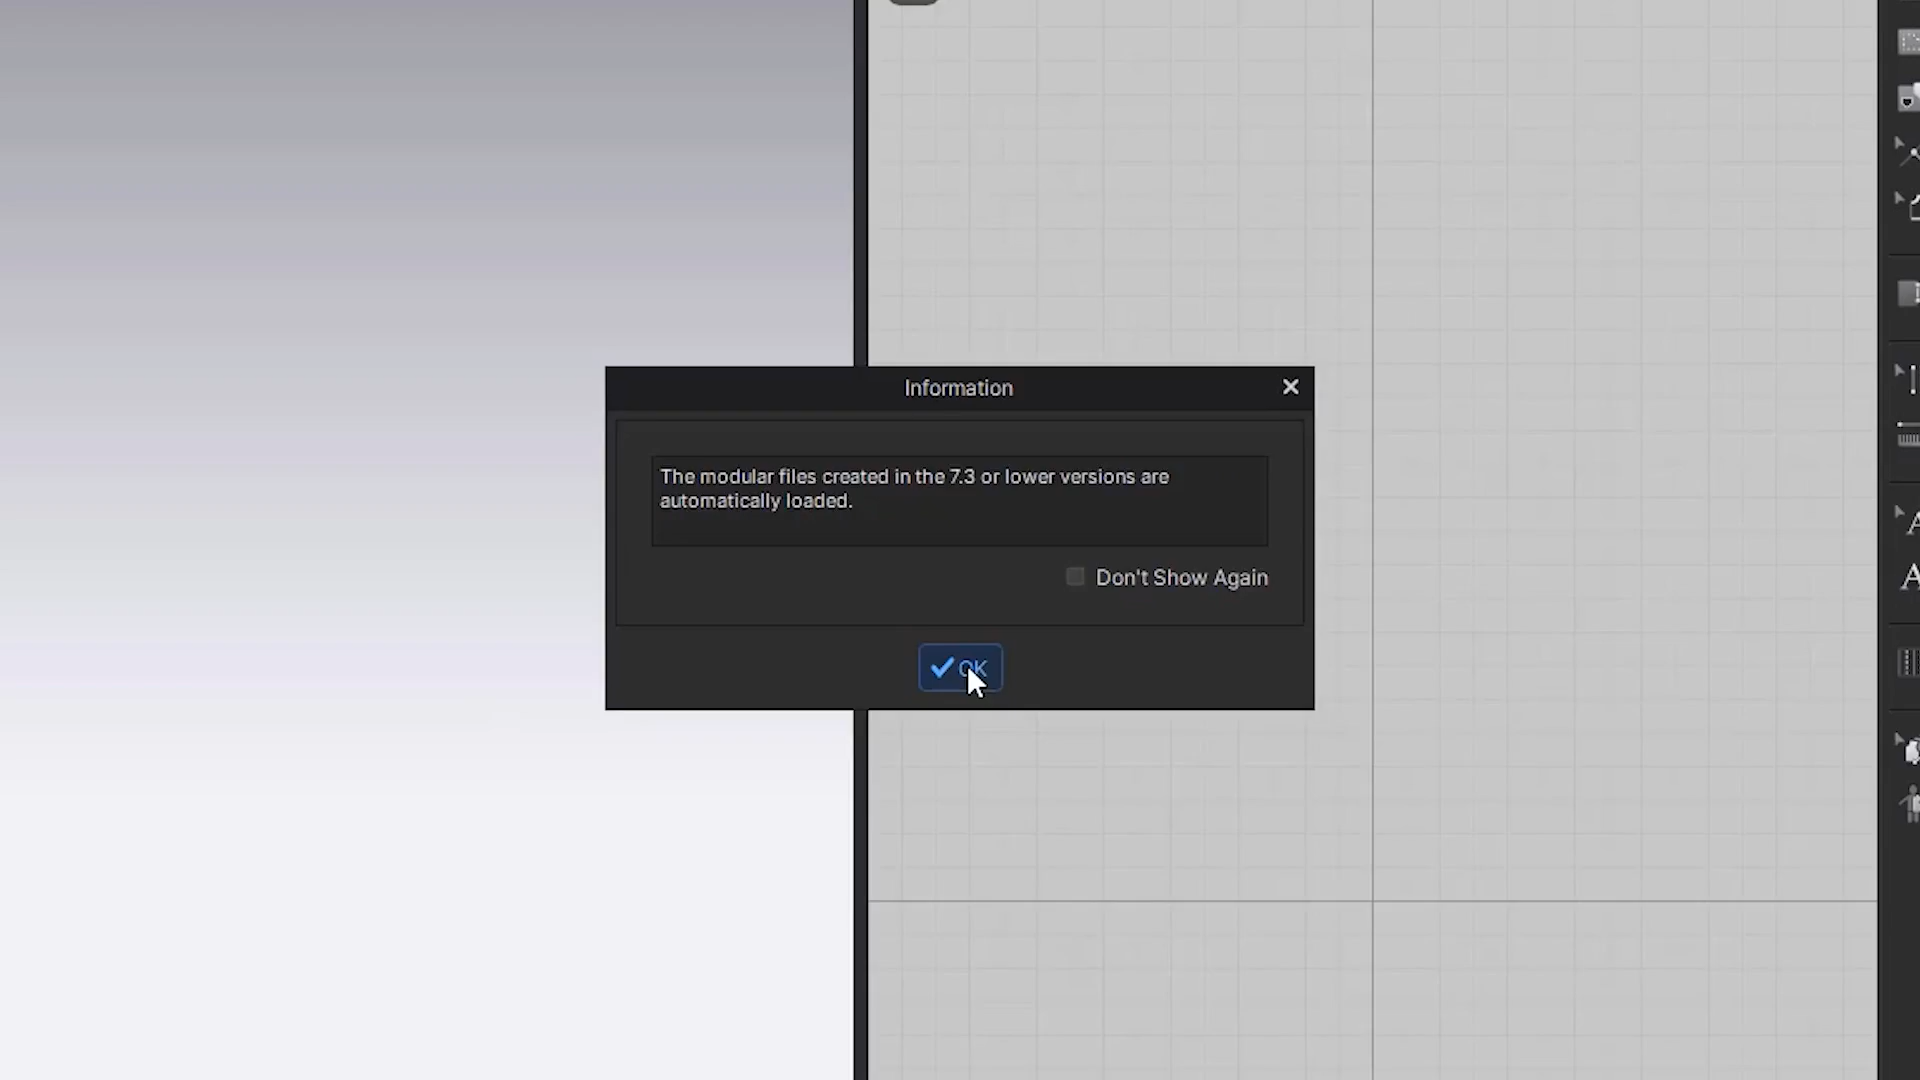 Information
The modular files created in the 7.3 or lower versions are
automatically loaded.
Don't Show Again
OK